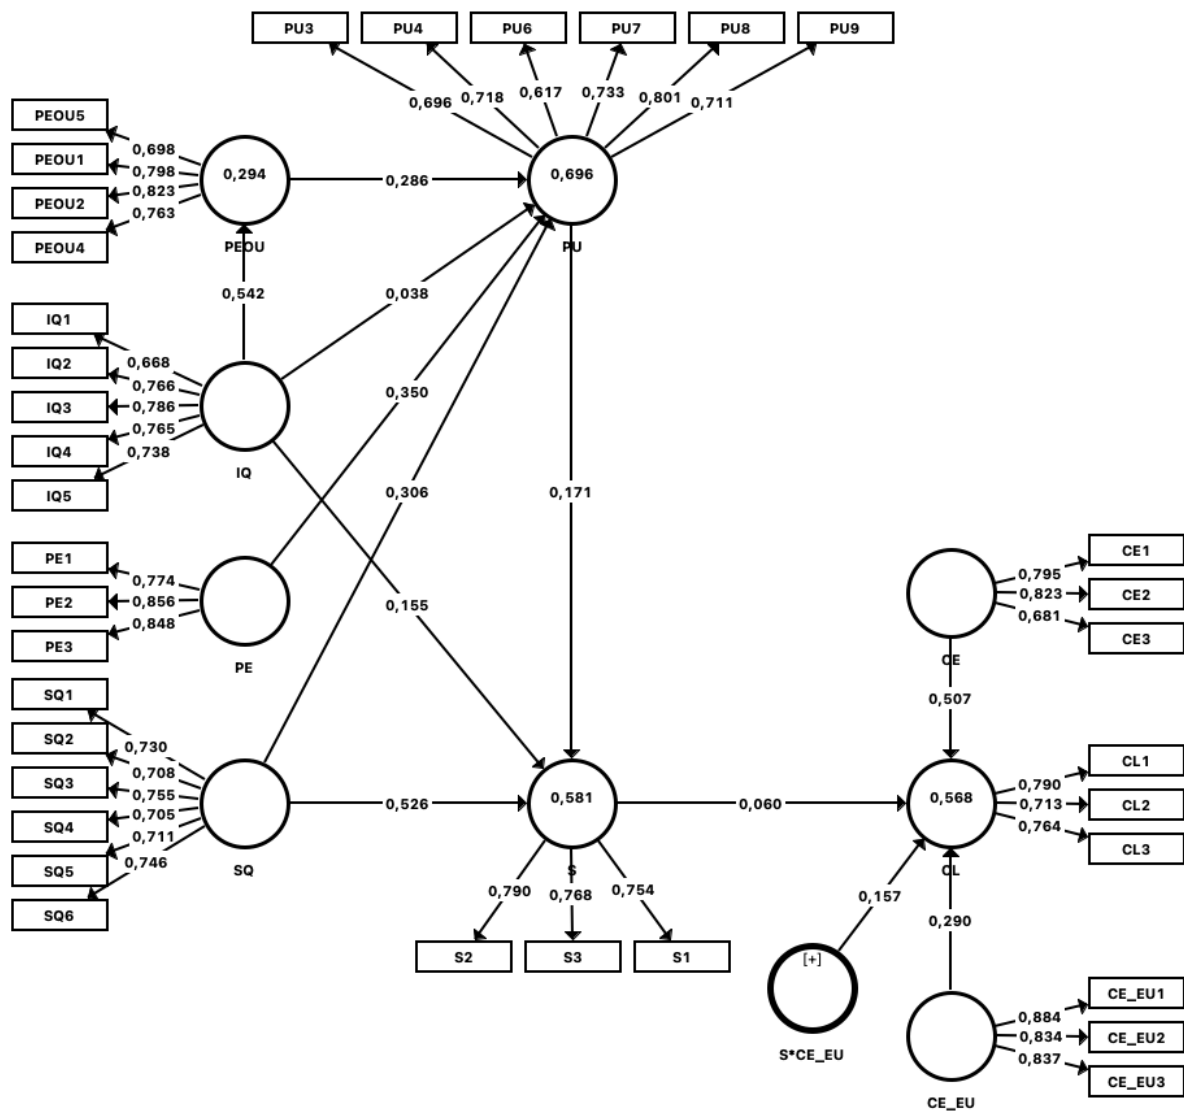 PU3 PU4 PU6 PU7 PU8 PU9
0,696 0,718 0,617 0,733 0,801 0,711
PEOU5
PEOU1
PEOU2
PEOU4
0,698
0,798
0,823
0,763
0,294
PEOU
0,286
0,696
PU
0,542
0,038
IQ1
IQ2
IQ3
IQ4
IQ5
0,668
0,766
0,786
0,765
0,738
IQ
0,350
0,306
0,171
0,155
PE1
PE2
PE3
0,774
0,856
0,848
PE
CE
0,795
0,823
0,681
CE1
CE2
CE3
0,507
SQ1
SQ2
SQ3
SQ4
SQ5
SQ6
0,730
0,708
0,755
0,705
0,711
0,746
SQ
0,526
0,581
S
0,060
0,568
CL
0,790
0,713
0,764
CL1
CL2
CL3
0,790 0,768 0,754
S2 S3 S1
0,157
0,290
[+]
S*CE_EU
CE_EU
0,884
0,834
0,837
CE_EU1
CE_EU2
CE_EU3